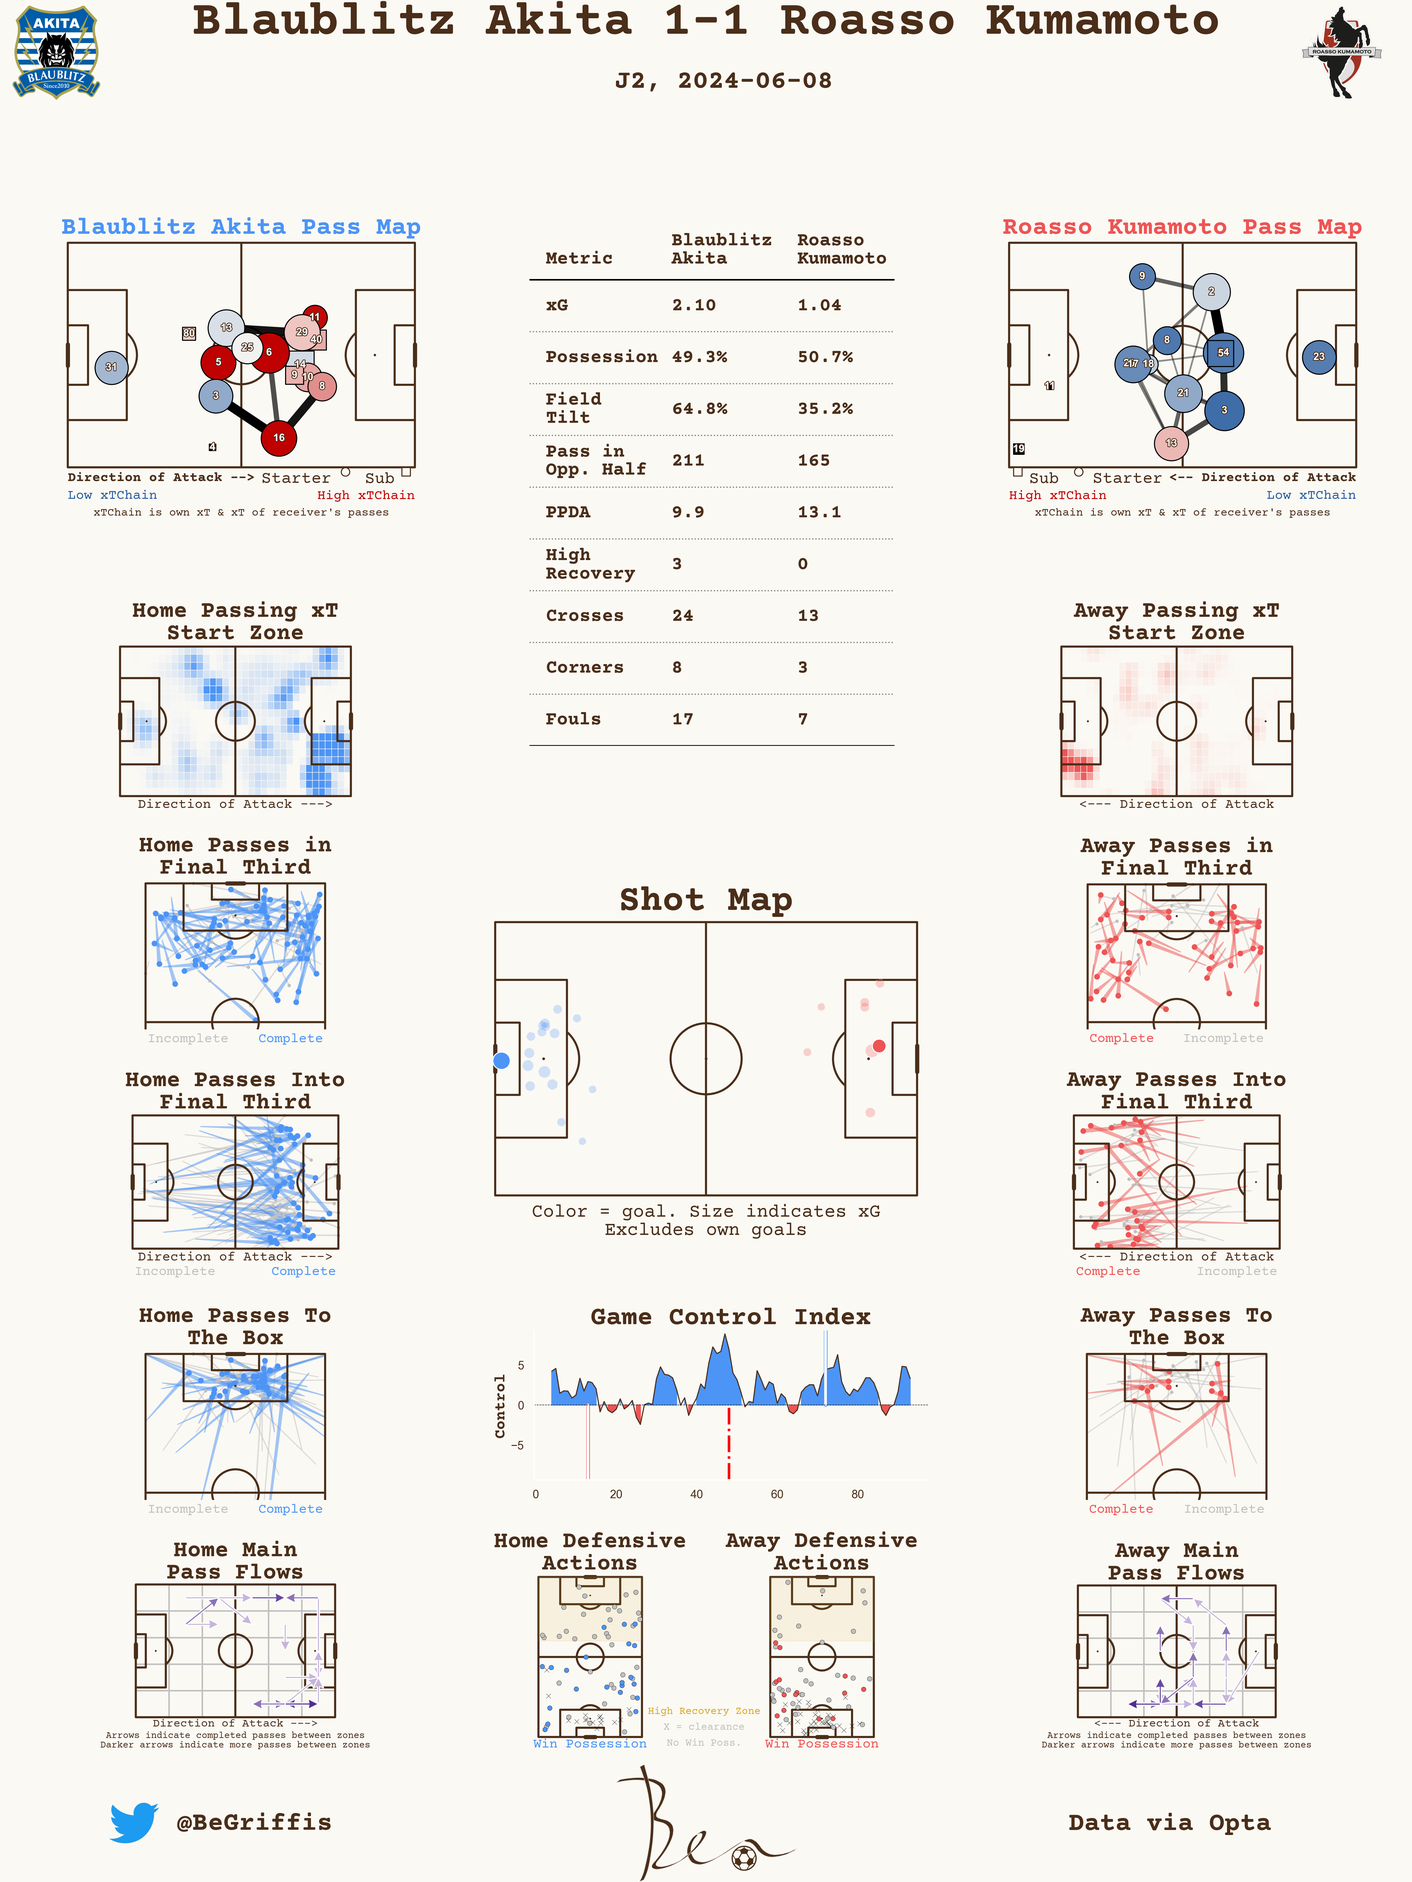 Blaublitz Akita 1-1 Roasso Kumamoto
J2, 2024-06-08
AKITA
BLAUBLITZ
Since2010
ROASSO KUMAMOTO
Blaublitz Akita Pass Map
80
13
11
29
40
25
6
5
14
31
9
10
8
3
16
4
Direction of Attack --> Starter Sub
Low xTChain High xTChain
xTChain is own xT & xT of receiver's passes
Metric Blaublitz Akita Roasso Kumamoto
xG 2.10 1.04
Possession 49.3% 50.7%
Field Tilt 64.8% 35.2%
Pass in Opp. Half 211 165
PPDA 9.9 13.1
High Recovery 3 0
Crosses 24 13
Corners 8 3
Fouls 17 7
Roasso Kumamoto Pass Map
9
2
8
54
23
18
11
21
3
13
19
Sub Starter <-- Direction of Attack
High xTChain Low xTChain
xTChain is own xT & xT of receiver's passes
Home Passing xT
Start Zone
Direction of Attack --->
Away Passing xT
Start Zone
<--- Direction of Attack
Home Passes in
Final Third
Incomplete Complete
Away Passes in
Final Third
Complete Incomplete
Shot Map
Color = goal. Size indicates xG
Excludes own goals
Home Passes Into
Final Third
Direction of Attack --->
Incomplete Complete
Away Passes Into
Final Third
<--- Direction of Attack
Complete Incomplete
Home Passes To
The Box
Incomplete Complete
Game Control Index
Control
5
0
−5
0 20 40 60 80
Away Passes To
The Box
Complete Incomplete
Home Main
Pass Flows
Direction of Attack --->
Arrows indicate completed passes between zones
Darker arrows indicate more passes between zones
Home Defensive
Actions
Win Possession
High Recovery Zone
X = clearance
No Win Poss.
Away Defensive
Actions
Win Possession
Away Main
Pass Flows
<--- Direction of Attack
Arrows indicate completed passes between zones
Darker arrows indicate more passes between zones
@BeGriffis
Ben
Data via Opta